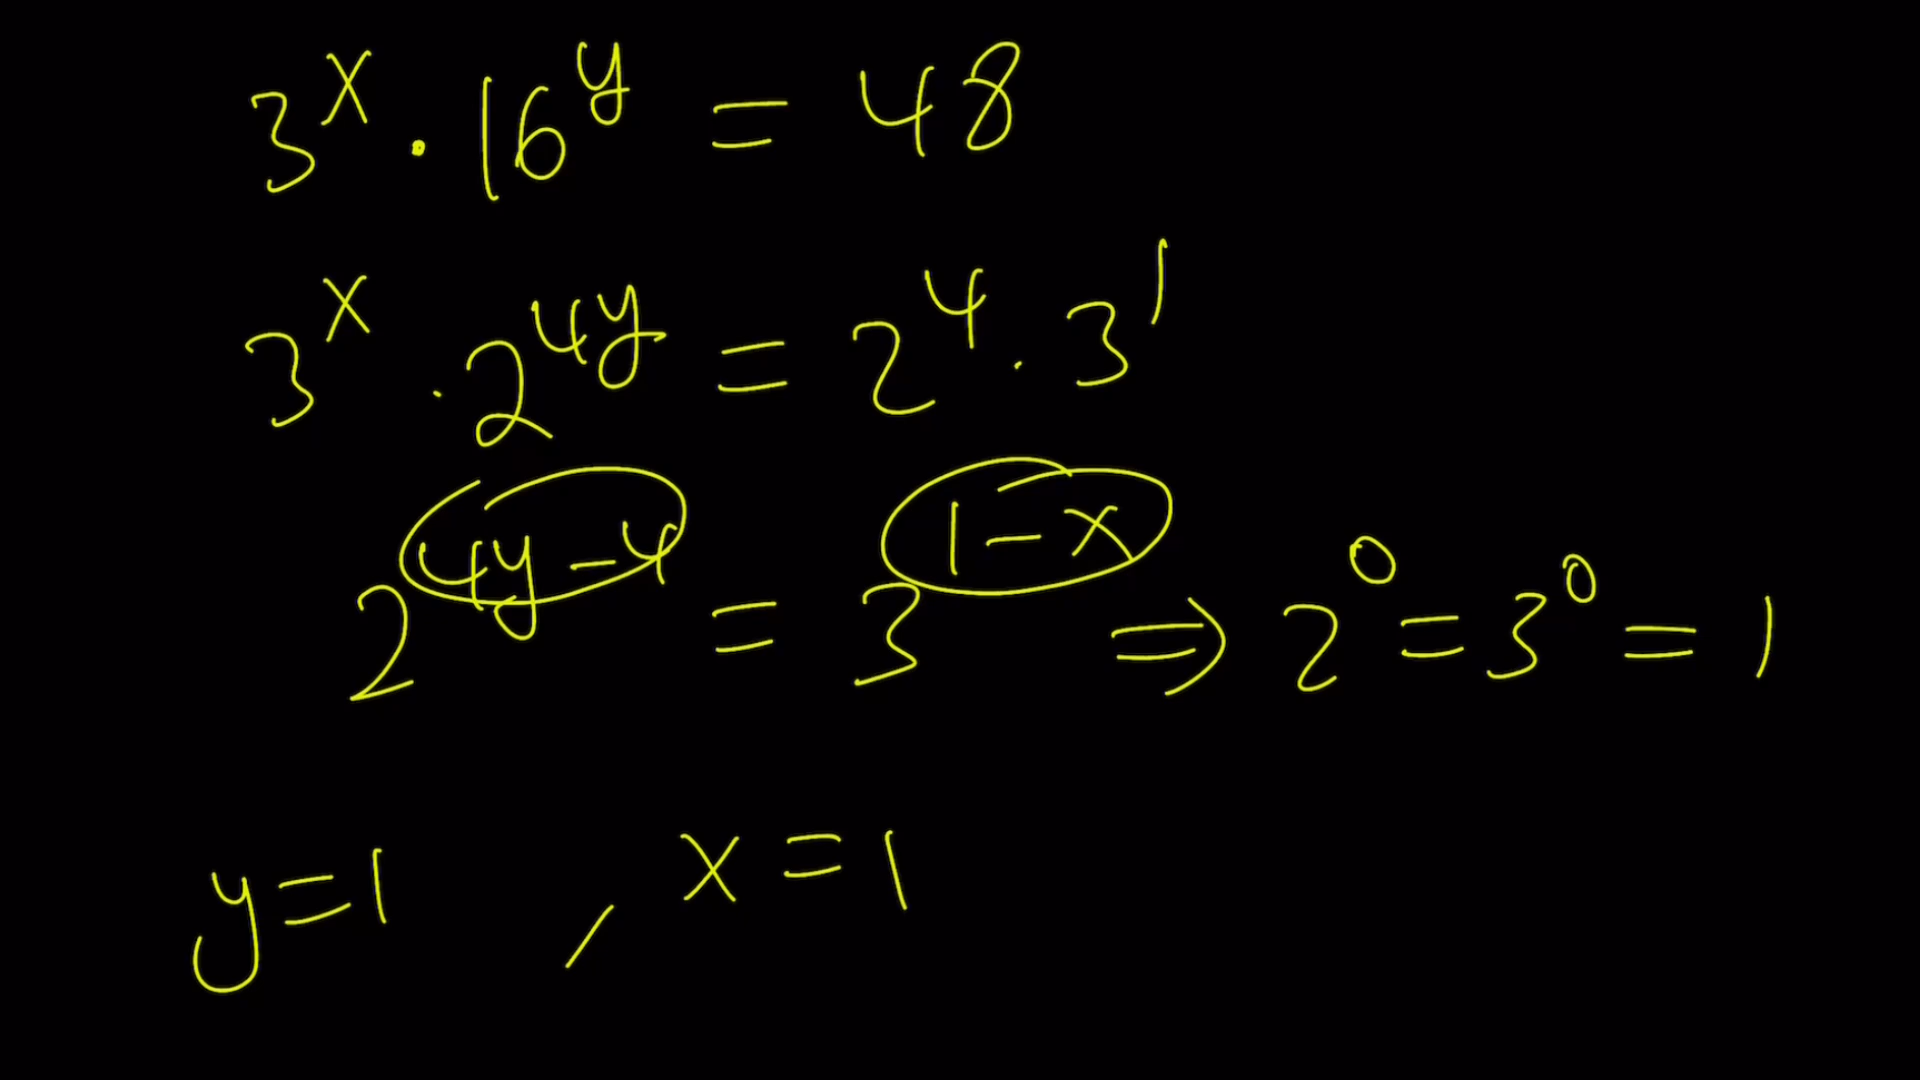 3^x · 16^y = 48
3^x · 2^{4y} = 2^4 · 3^1
2^{4y-4} = 3^{1-x} ⇒ 2^0 = 3^0 = 1
y = 1 , x = 1